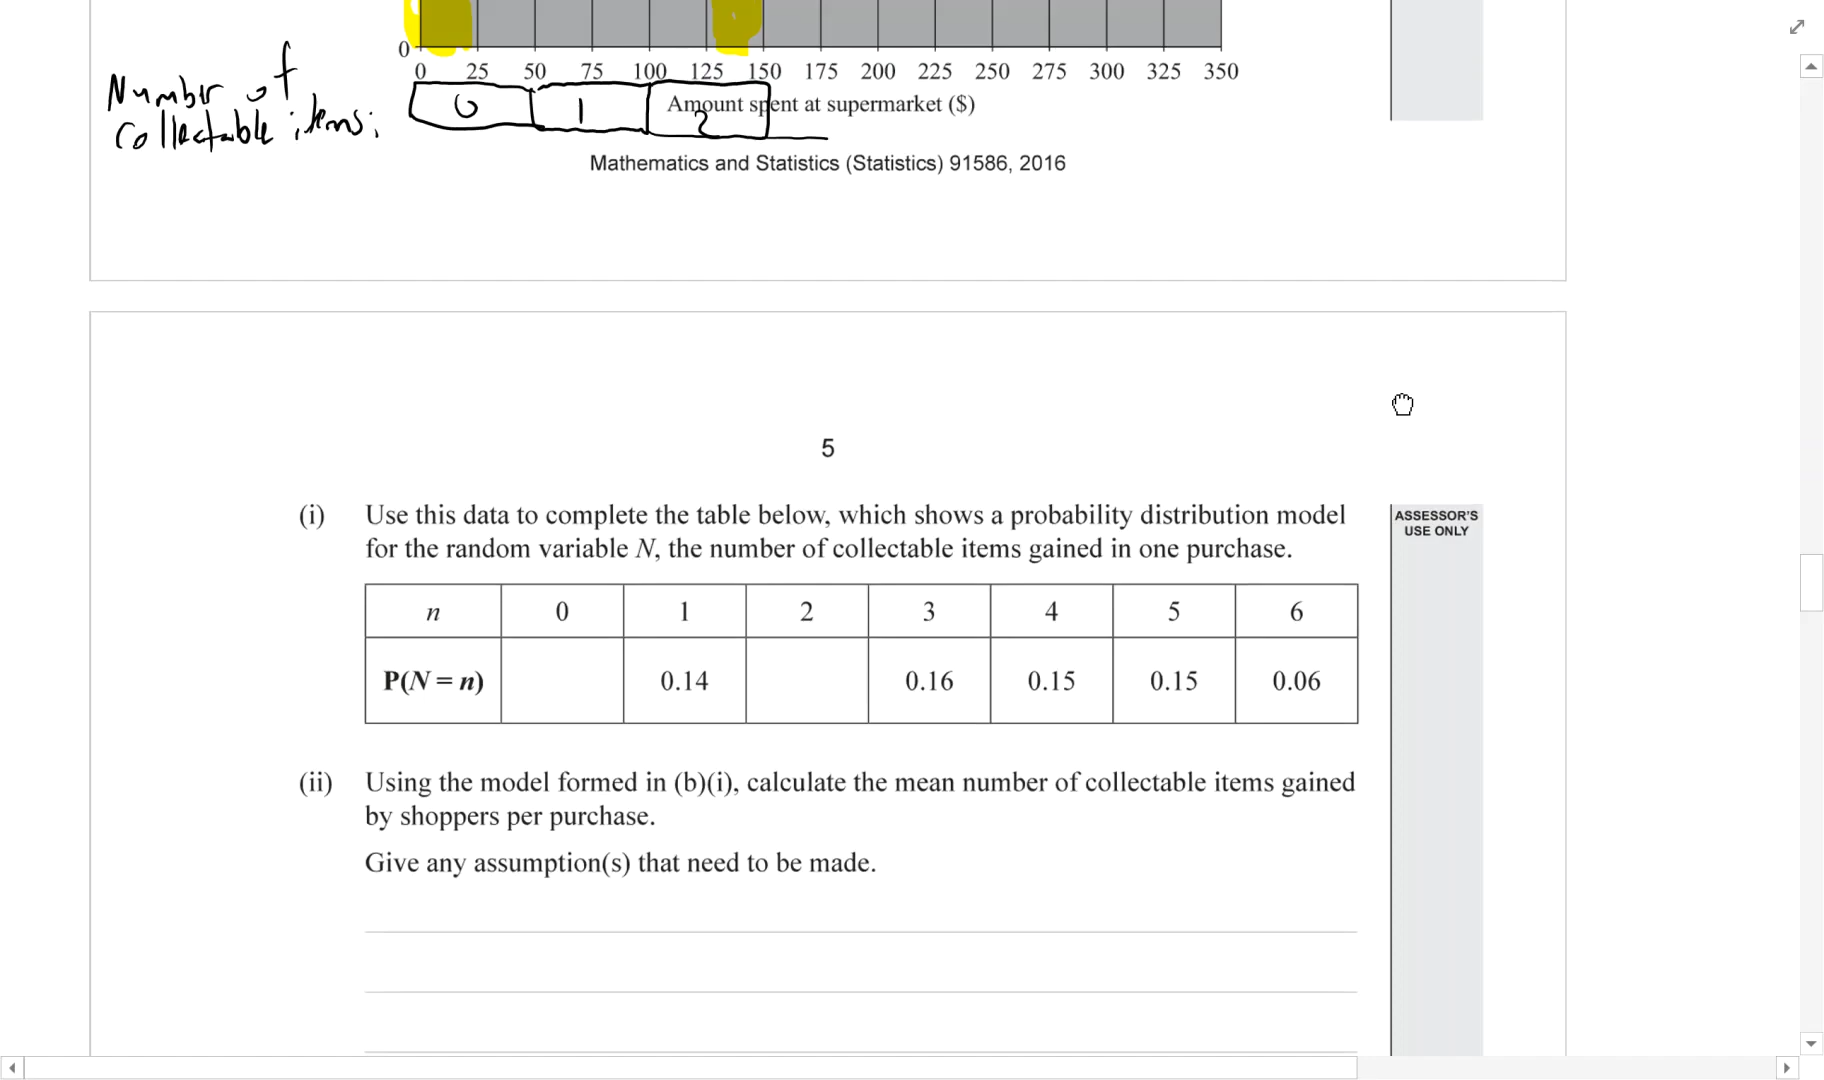 0
0 25 50 75 100 125 150 175 200 225 250 275 300 325 350
Number of
collectable items:
0 1 2
Amount spent at supermarket ($)
Mathematics and Statistics (Statistics) 91586, 2016
5
(i) Use this data to complete the table below, which shows a probability distribution model
for the random variable N, the number of collectable items gained in one purchase.
ASSESSOR'S
USE ONLY
n 0 1 2 3 4 5 6
P(N = n) 0.14 0.16 0.15 0.15 0.06
(ii) Using the model formed in (b)(i), calculate the mean number of collectable items gained
by shoppers per purchase.
Give any assumption(s) that need to be made.